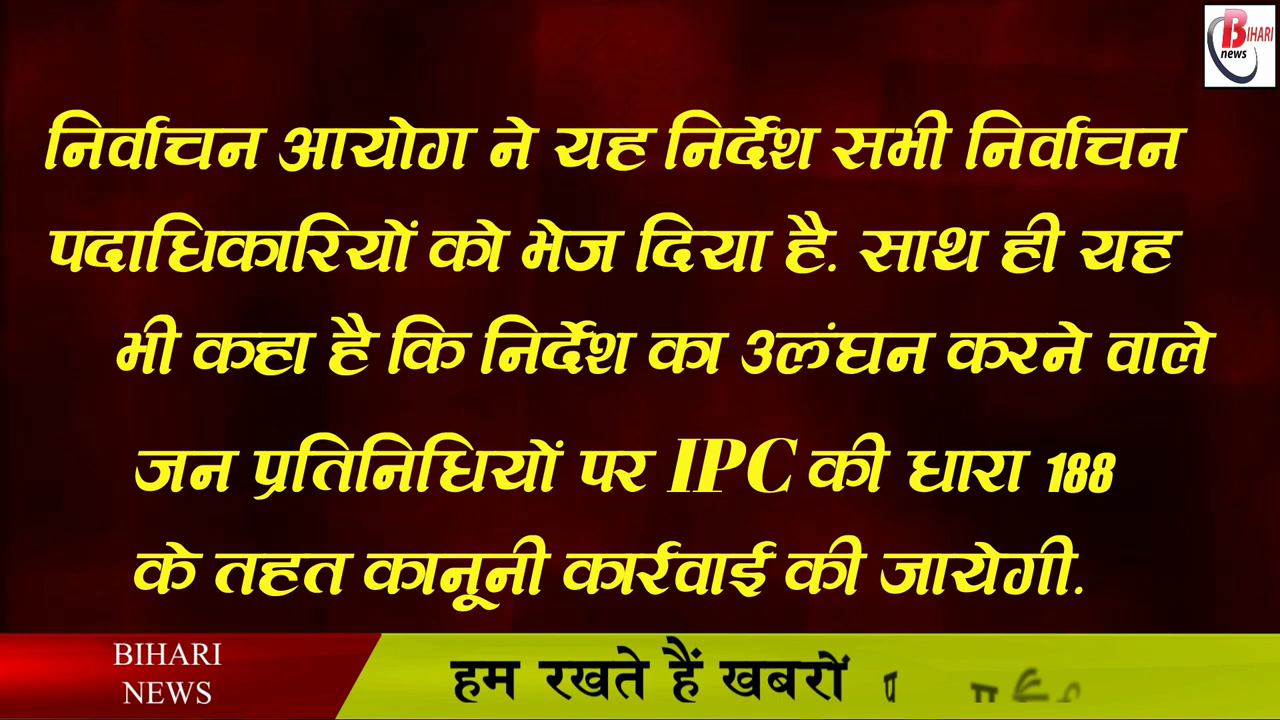 BIHARI
news
निर्वाचन आयोग ने यह निर्देश सभी निर्वाचन
पदाधिकारियों को भेज दिया है. साथ ही यह
भी कहा है कि निर्देश का उलंघन करने वाले
जन प्रतिनिधियों पर IPC की धारा 188
के तहत कानूनी कार्रवाई की जायेगी.
BIHARI
NEWS
हम रखते हैं खबरों